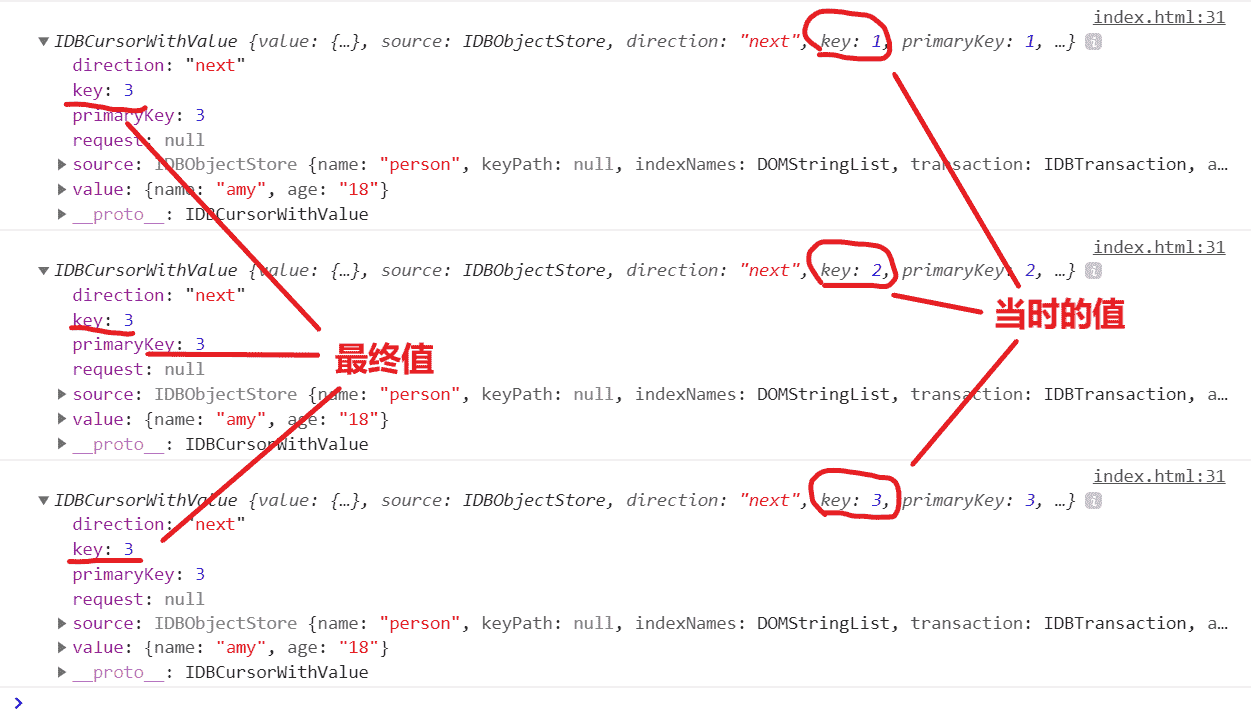 index.html:31
▼IDBCursorWithValue {value: {…}, source: IDBObjectStore, direction: "next", key: 1, primaryKey: 1, …} i
direction: "next"
key: 3
primaryKey: 3
request: null
▶source: IDBObjectStore {name: "person", keyPath: null, indexNames: DOMStringList, transaction: IDBTransaction, a…
▶value: {name: "amy", age: "18"}
▶__proto__: IDBCursorWithValue
index.html:31
▼IDBCursorWithValue {value: {…}, source: IDBObjectStore, direction: "next", key: 2, primaryKey: 2, …} i
direction: "next"
key: 3
当时的值
primaryKey: 3
最终值
request: null
▶source: IDBObjectStore {name: "person", keyPath: null, indexNames: DOMStringList, transaction: IDBTransaction, a…
▶value: {name: "amy", age: "18"}
▶__proto__: IDBCursorWithValue
index.html:31
▼IDBCursorWithValue {value: {…}, source: IDBObjectStore, direction: "next", key: 3, primaryKey: 3, …} i
direction: "next"
key: 3
primaryKey: 3
request: null
▶source: IDBObjectStore {name: "person", keyPath: null, indexNames: DOMStringList, transaction: IDBTransaction, a…
▶value: {name: "amy", age: "18"}
▶__proto__: IDBCursorWithValue
>